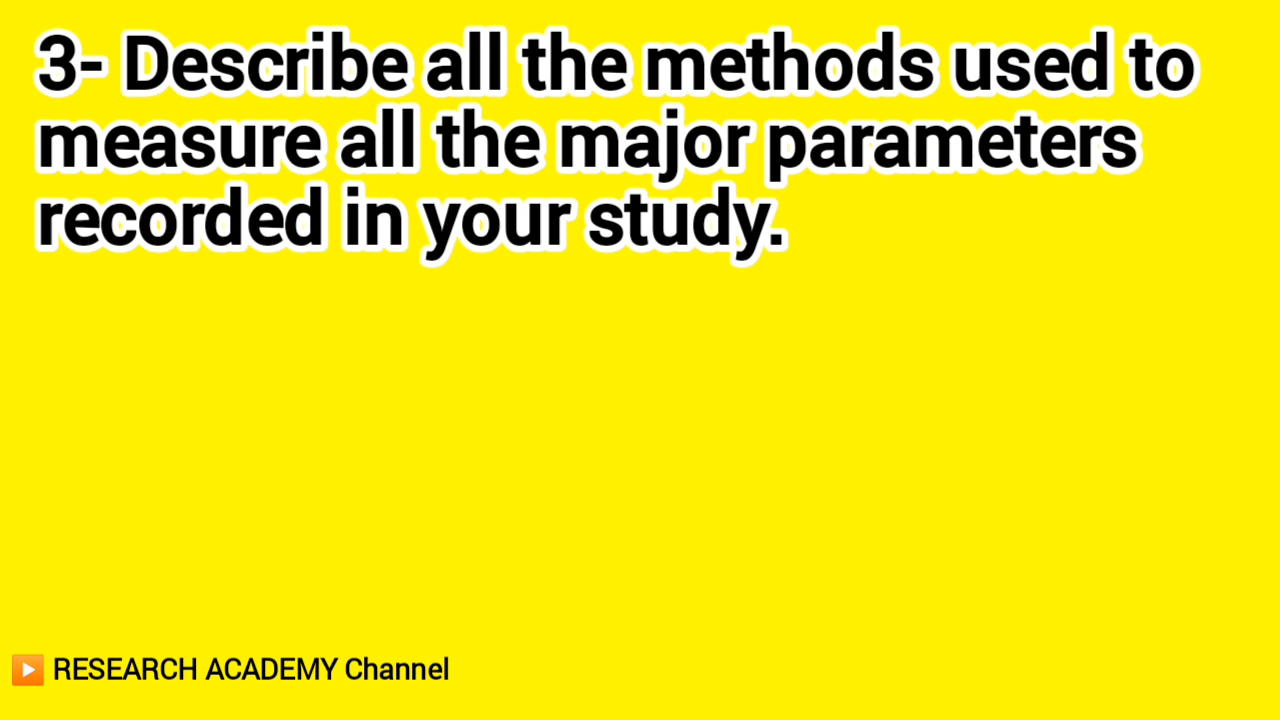 3- Describe all the methods used to
measure all the major parameters
recorded in your study.
▶️ RESEARCH ACADEMY Channel